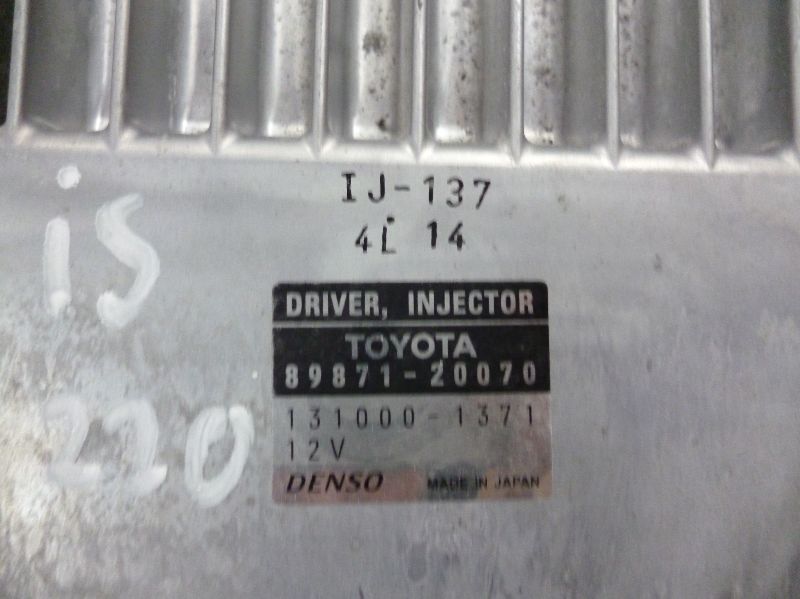 IJ-137
4L 14
is
220
DRIVER, INJECTOR
TOYOTA
89871-20070
131000-1371
12V
DENSO MADE IN JAPAN